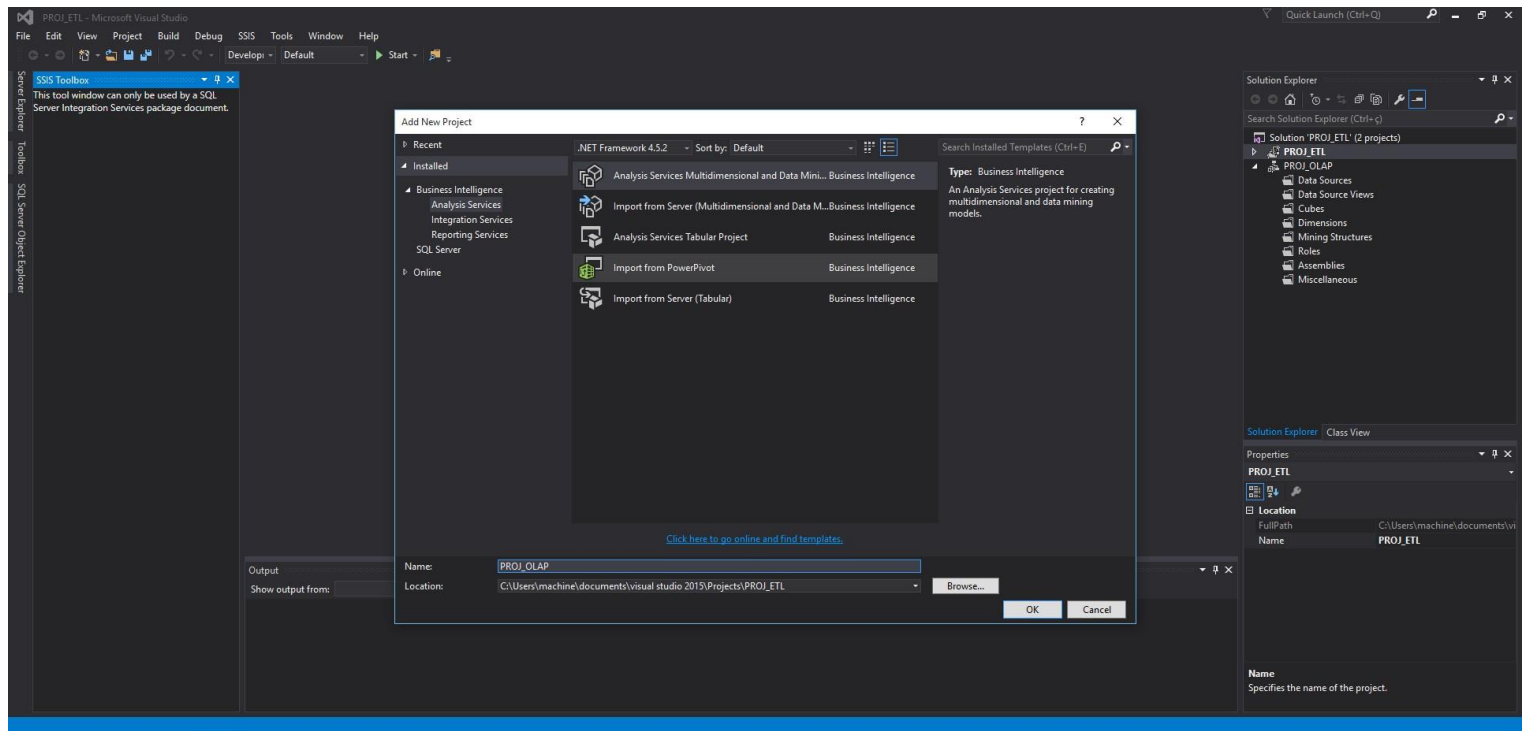 PROJ_ETL - Microsoft Visual Studio
Quick Launch (Ctrl+Q)
File Edit View Project Build Debug SSIS Tools Window Help
Develop Default Start
Server Explorer
Toolbox
SQL Server Object Explorer
SSIS Toolbox
This tool window can only be used by a SQL
Server Integration Services package document.
Add New Project
Recent
Installed
Business Intelligence
Analysis Services
Integration Services
Reporting Services
SQL Server
Online
.NET Framework 4.5.2 Sort by: Default
Search Installed Templates (Ctrl+E)
Analysis Services Multidimensional and Data Mini... Business Intelligence
Import from Server (Multidimensional and Data M... Business Intelligence
Analysis Services Tabular Project Business Intelligence
Import from PowerPivot Business Intelligence
Import from Server (Tabular) Business Intelligence
Type: Business Intelligence
An Analysis Services project for creating
multidimensional and data mining
models.
Click here to go online and find templates.
Name: PROJ_OLAP
Location: C:\Users\machine\documents\visual studio 2015\Projects\PROJ_ETL
Browse...
OK Cancel
Output
Show output from:
Solution Explorer
Search Solution Explorer (Ctrl+ç)
Solution 'PROJ_ETL' (2 projects)
PROJ_ETL
PROJ_OLAP
Data Sources
Data Source Views
Cubes
Dimensions
Mining Structures
Roles
Assemblies
Miscellaneous
Solution Explorer Class View
Properties
PROJ_ETL
Location
FullPath C:\Users\machine\documents\vi
Name PROJ_ETL
Name
Specifies the name of the project.